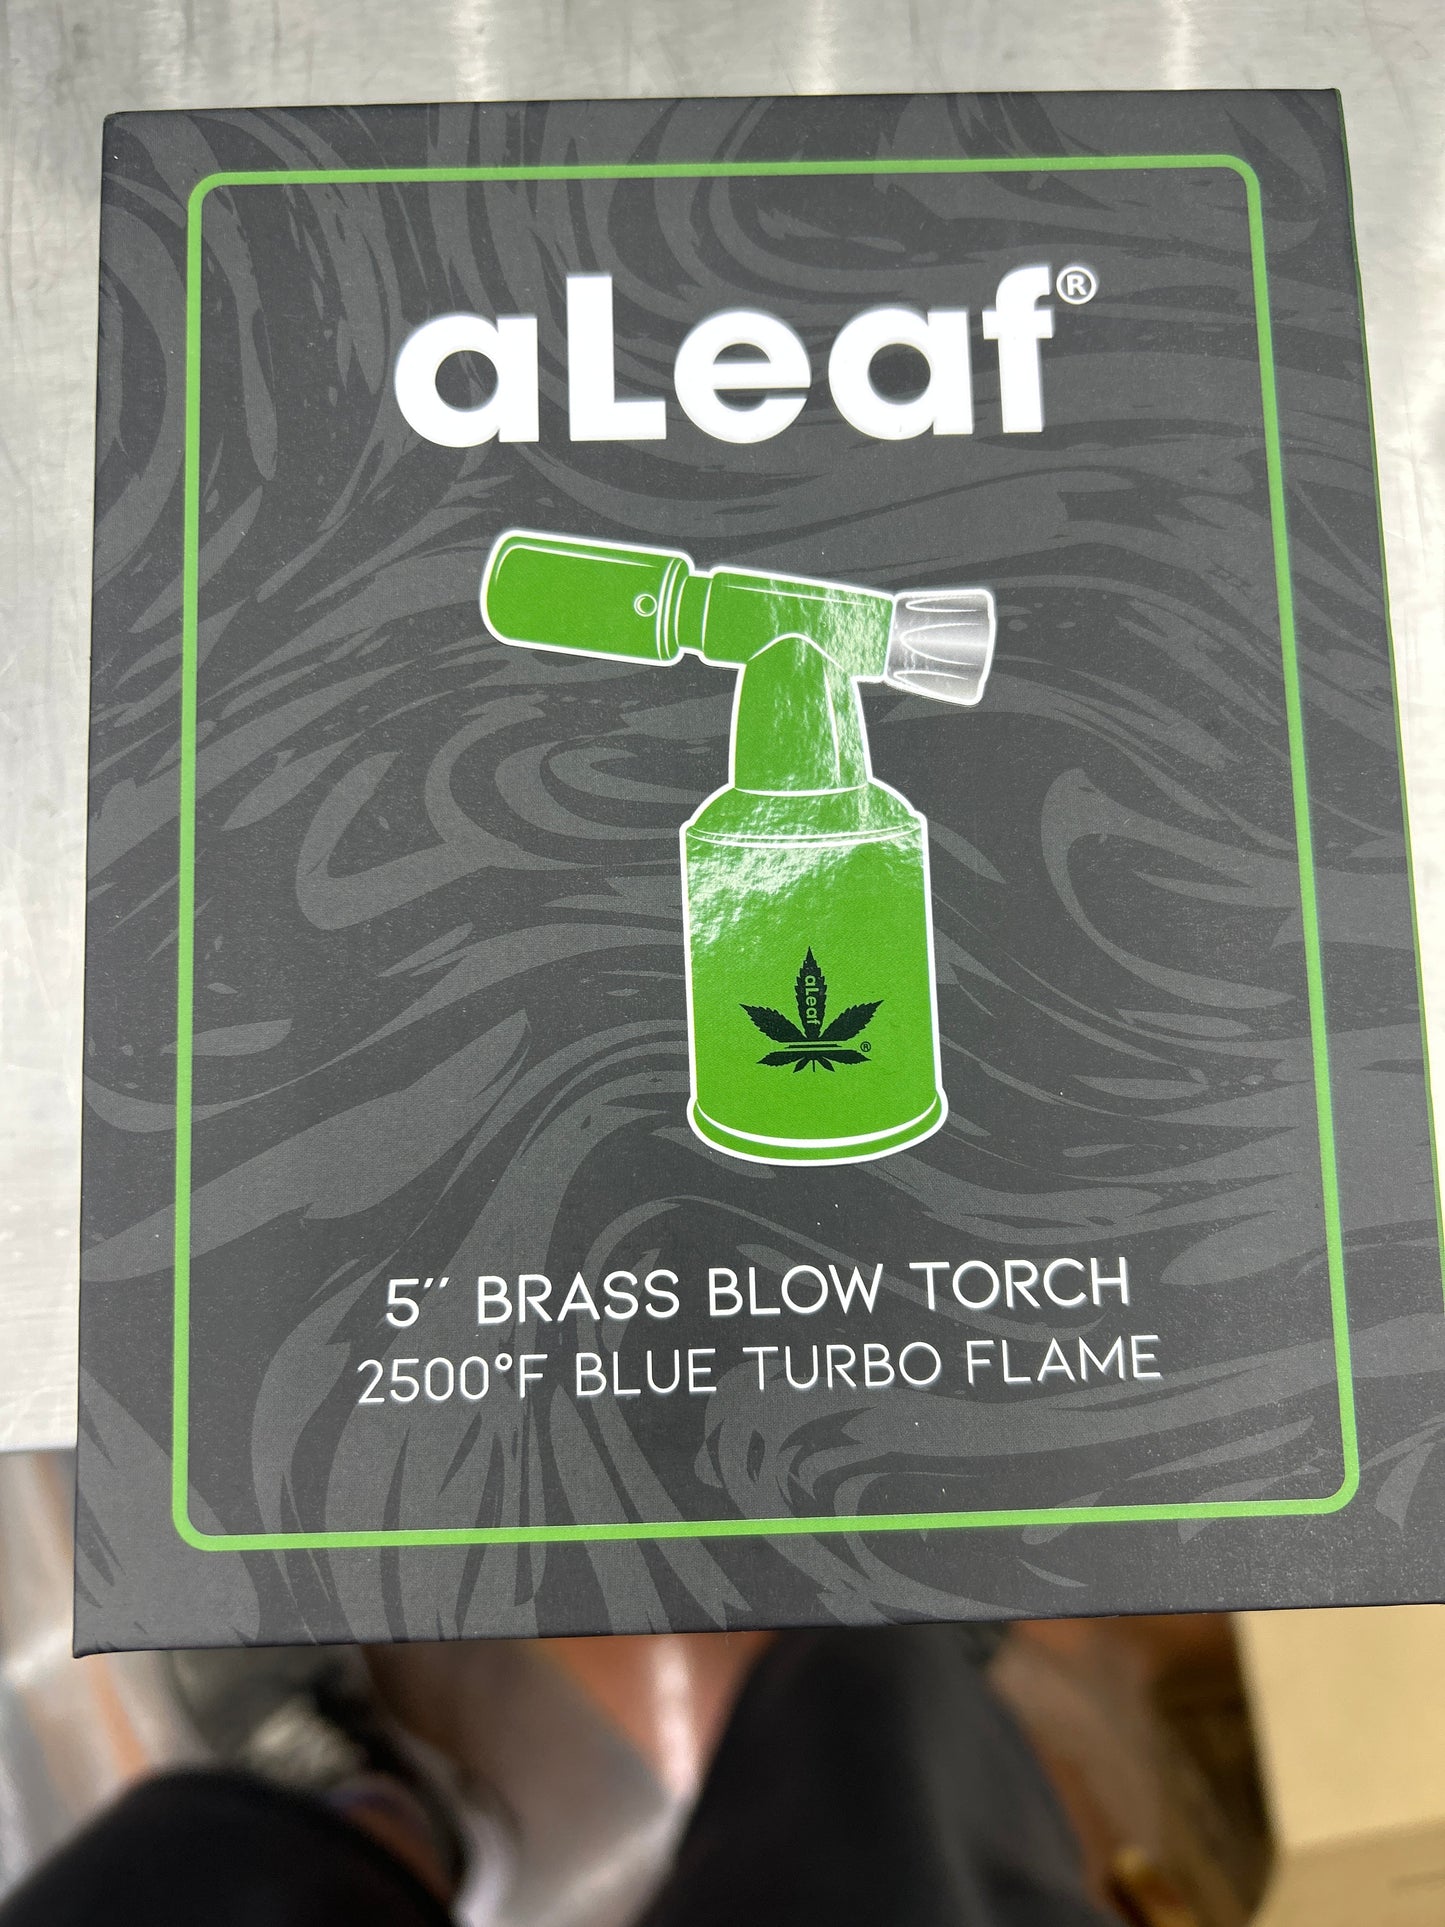 aLeaf®
aLeaf
®
5″ BRASS BLOW TORCH
2500°F BLUE TURBO FLAME